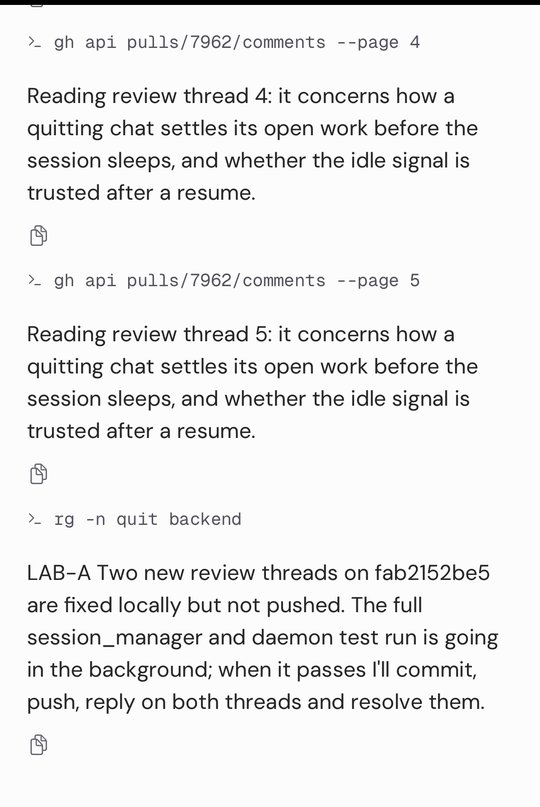 >_ gh api pulls/7962/comments --page 4
Reading review thread 4: it concerns how a
quitting chat settles its open work before the
session sleeps, and whether the idle signal is
trusted after a resume.
>_ gh api pulls/7962/comments --page 5
Reading review thread 5: it concerns how a
quitting chat settles its open work before the
session sleeps, and whether the idle signal is
trusted after a resume.
>_ rg -n quit backend
LAB-A Two new review threads on fab2152be5
are fixed locally but not pushed. The full
session_manager and daemon test run is going
in the background; when it passes I'll commit,
push, reply on both threads and resolve them.